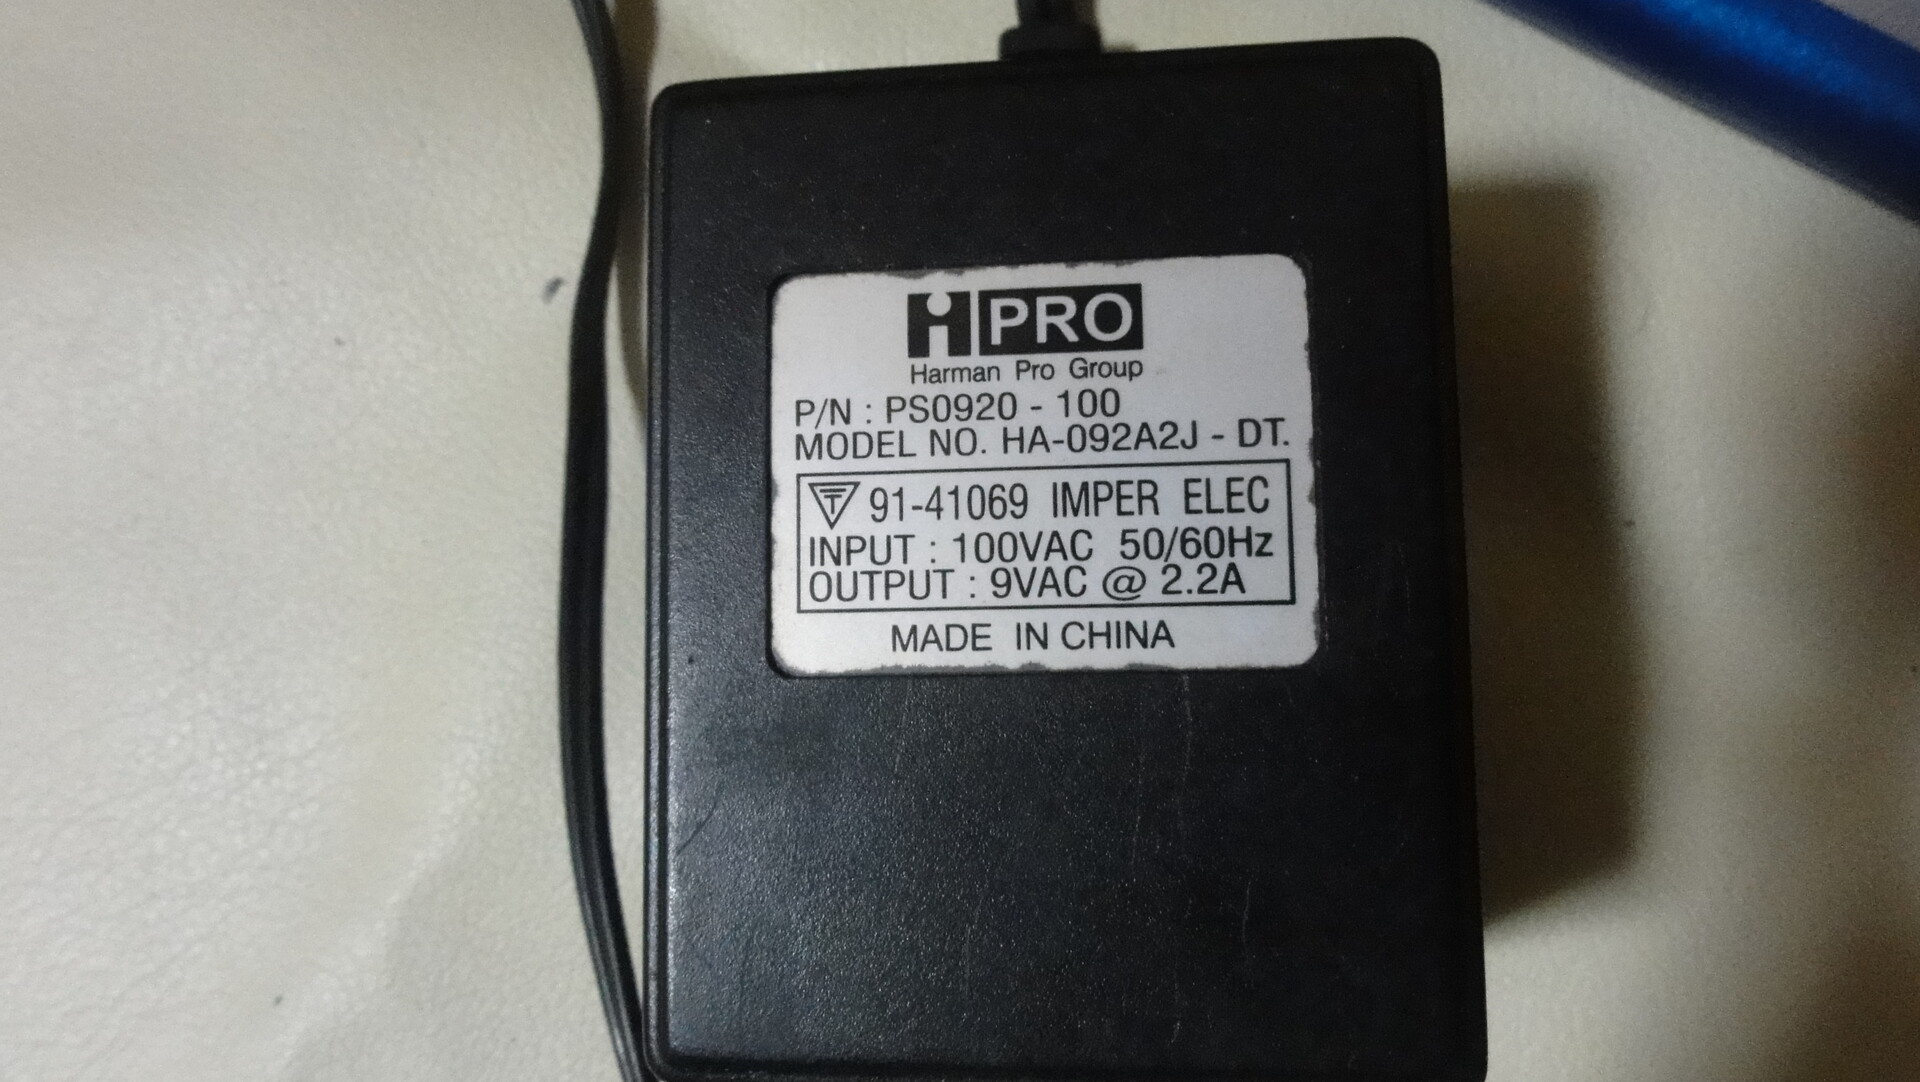 H PRO
Harman Pro Group
P/N : PS0920 - 100
MODEL NO. HA-092A2J - DT.
T 91-41069 IMPER ELEC
INPUT : 100VAC 50/60Hz
OUTPUT : 9VAC @ 2.2A
MADE IN CHINA